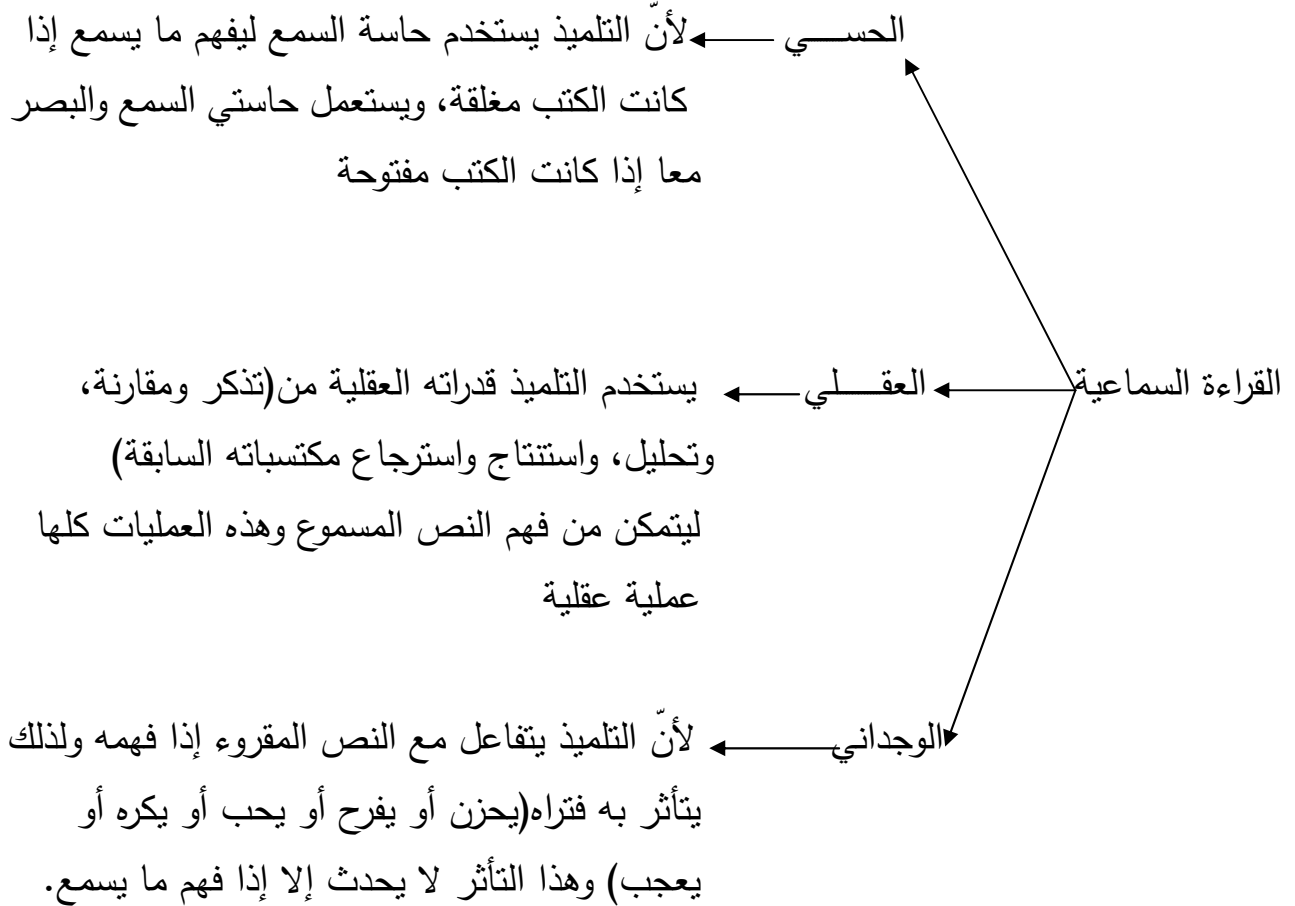 الحســـي لأنّ التلميذ يستخدم حاسة السمع ليفهم ما يسمع إذا
كانت الكتب مغلقة، ويستعمل حاستي السمع والبصر
معا إذا كانت الكتب مفتوحة
القراءة السماعية العقـــلي يستخدم التلميذ قدراته العقلية من(تذكر ومقارنة،
وتحليل، واستنتاج واسترجاع مكتسباته السابقة)
ليتمكن من فهم النص المسموع وهذه العمليات كلها
عملية عقلية
الوجداني لأنّ التلميذ يتفاعل مع النص المقروء إذا فهمه ولذلك
يتأثر به فتراه(يحزن أو يفرح أو يحب أو يكره أو
يعجب) وهذا التأثر لا يحدث إلا إذا فهم ما يسمع.